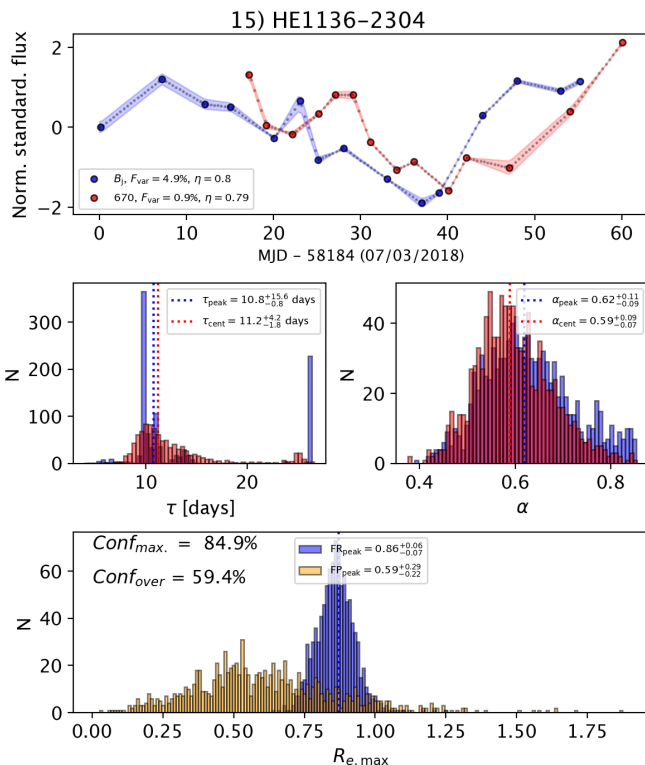 15) HE1136–2304
Norm. standard. flux
2
0
−2
B_j, F_var = 4.9%, η = 0.8
670, F_var = 0.9%, η = 0.79
0 10 20 30 40 50 60
MJD – 58184 (07/03/2018)
N
300
200
100
0
τ_peak = 10.8^{+15.6}_{−0.8} days
τ_cent = 11.2^{+4.2}_{−1.8} days
10 20
τ [days]
N
40
20
0
α_peak = 0.62^{+0.11}_{−0.09}
α_cent = 0.59^{+0.09}_{−0.07}
0.4 0.6 0.8
α
N
60
40
20
0
Conf_max. = 84.9%
Conf_over = 59.4%
FR_peak = 0.86^{+0.06}_{−0.07}
FP_peak = 0.59^{+0.29}_{−0.22}
0.00 0.25 0.50 0.75 1.00 1.25 1.50 1.75
R_{e, max}